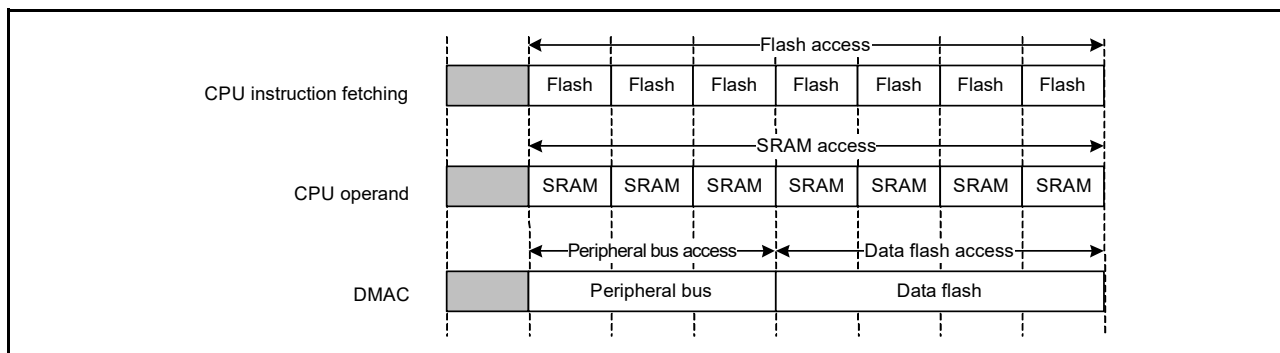 Flash access
CPU instruction fetching Flash Flash Flash Flash Flash Flash Flash
SRAM access
CPU operand SRAM SRAM SRAM SRAM SRAM SRAM SRAM
Peripheral bus access Data flash access
DMAC Peripheral bus Data flash